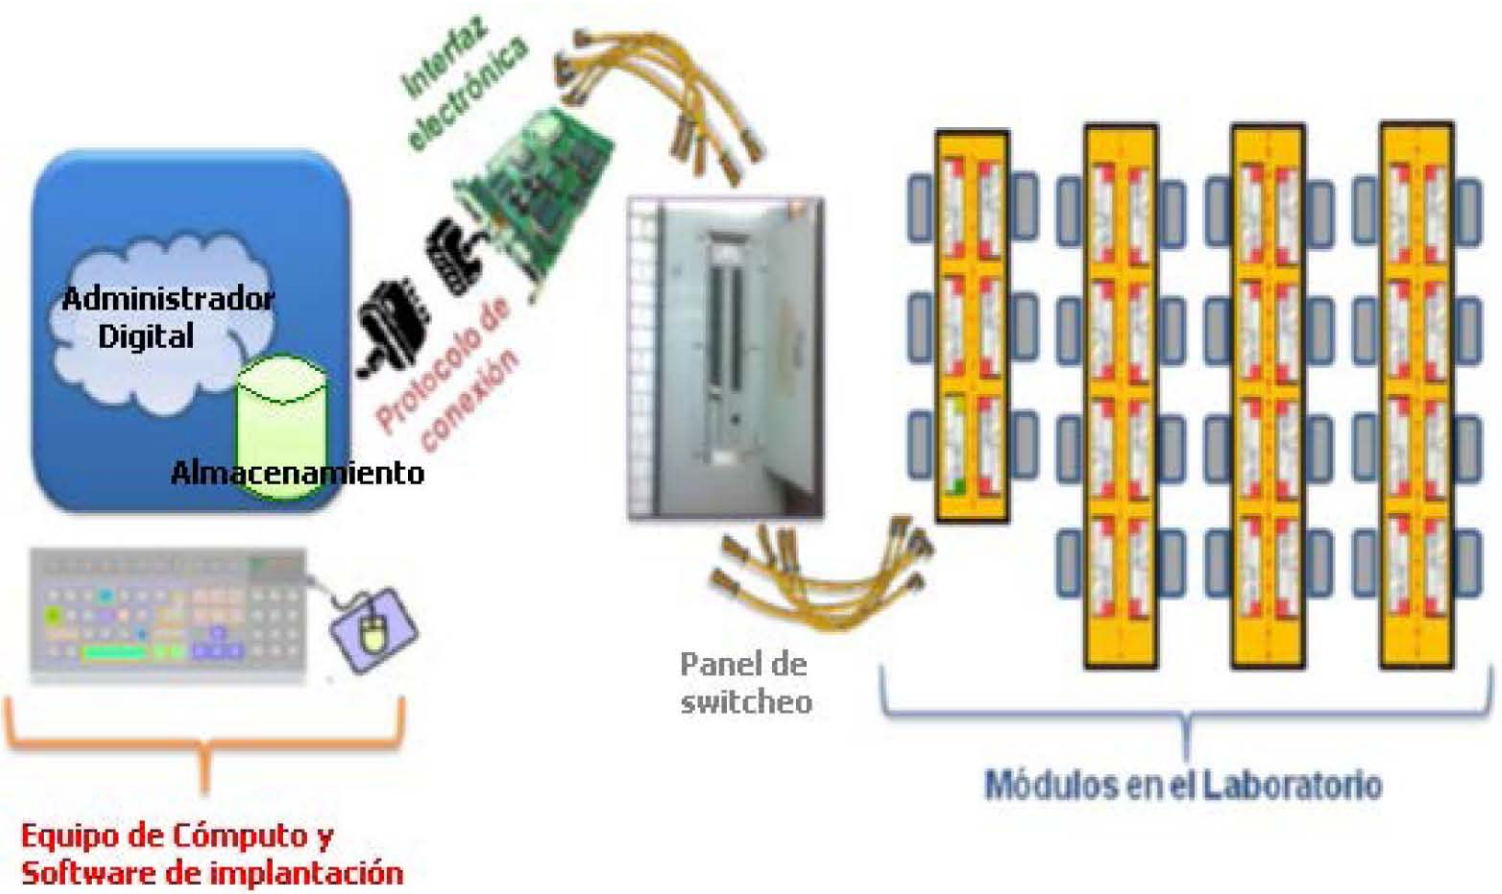 Interfaz
electrónica
Administrador
Digital
Protocolo de
conexión
Almacenamiento
Panel de
switcheo
Módulos en el Laboratorio
Equipo de Cómputo y
Software de implantación